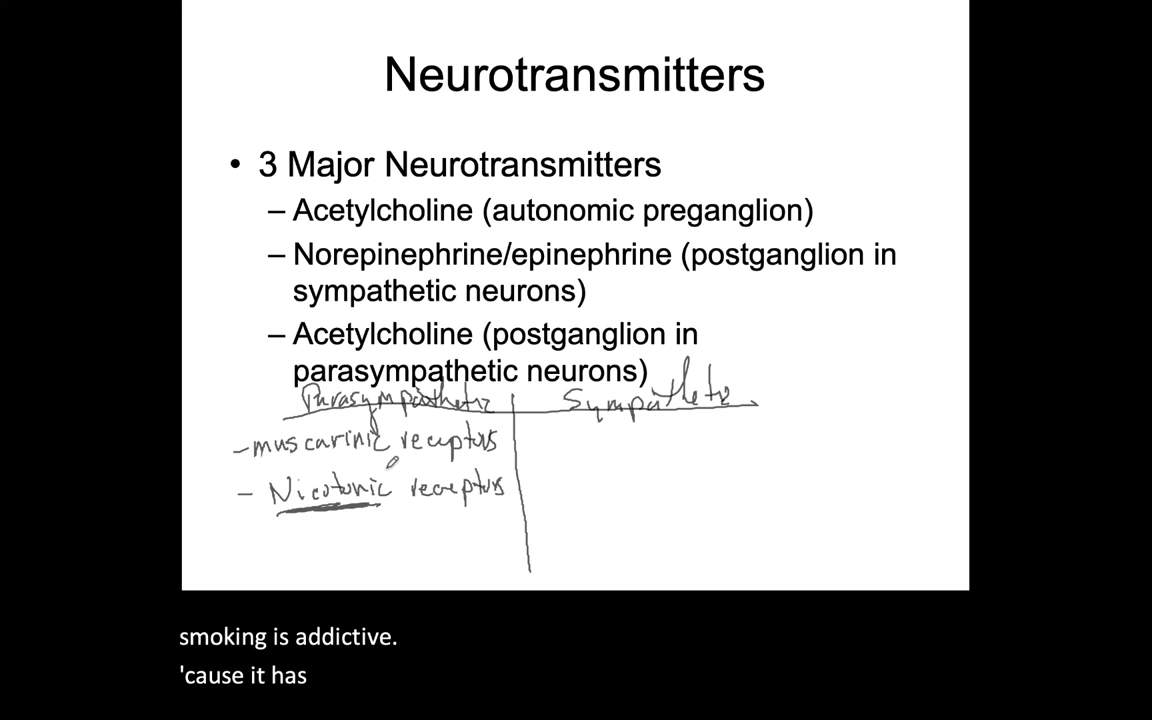 Neurotransmitters
• 3 Major Neurotransmitters
– Acetylcholine (autonomic preganglion)
– Norepinephrine/epinephrine (postganglion in
sympathetic neurons)
– Acetylcholine (postganglion in
parasympathetic neurons)
Parasympathetic Sympathetic
- muscarinic receptors
- Nicotonic receptors
smoking is addictive.
'cause it has